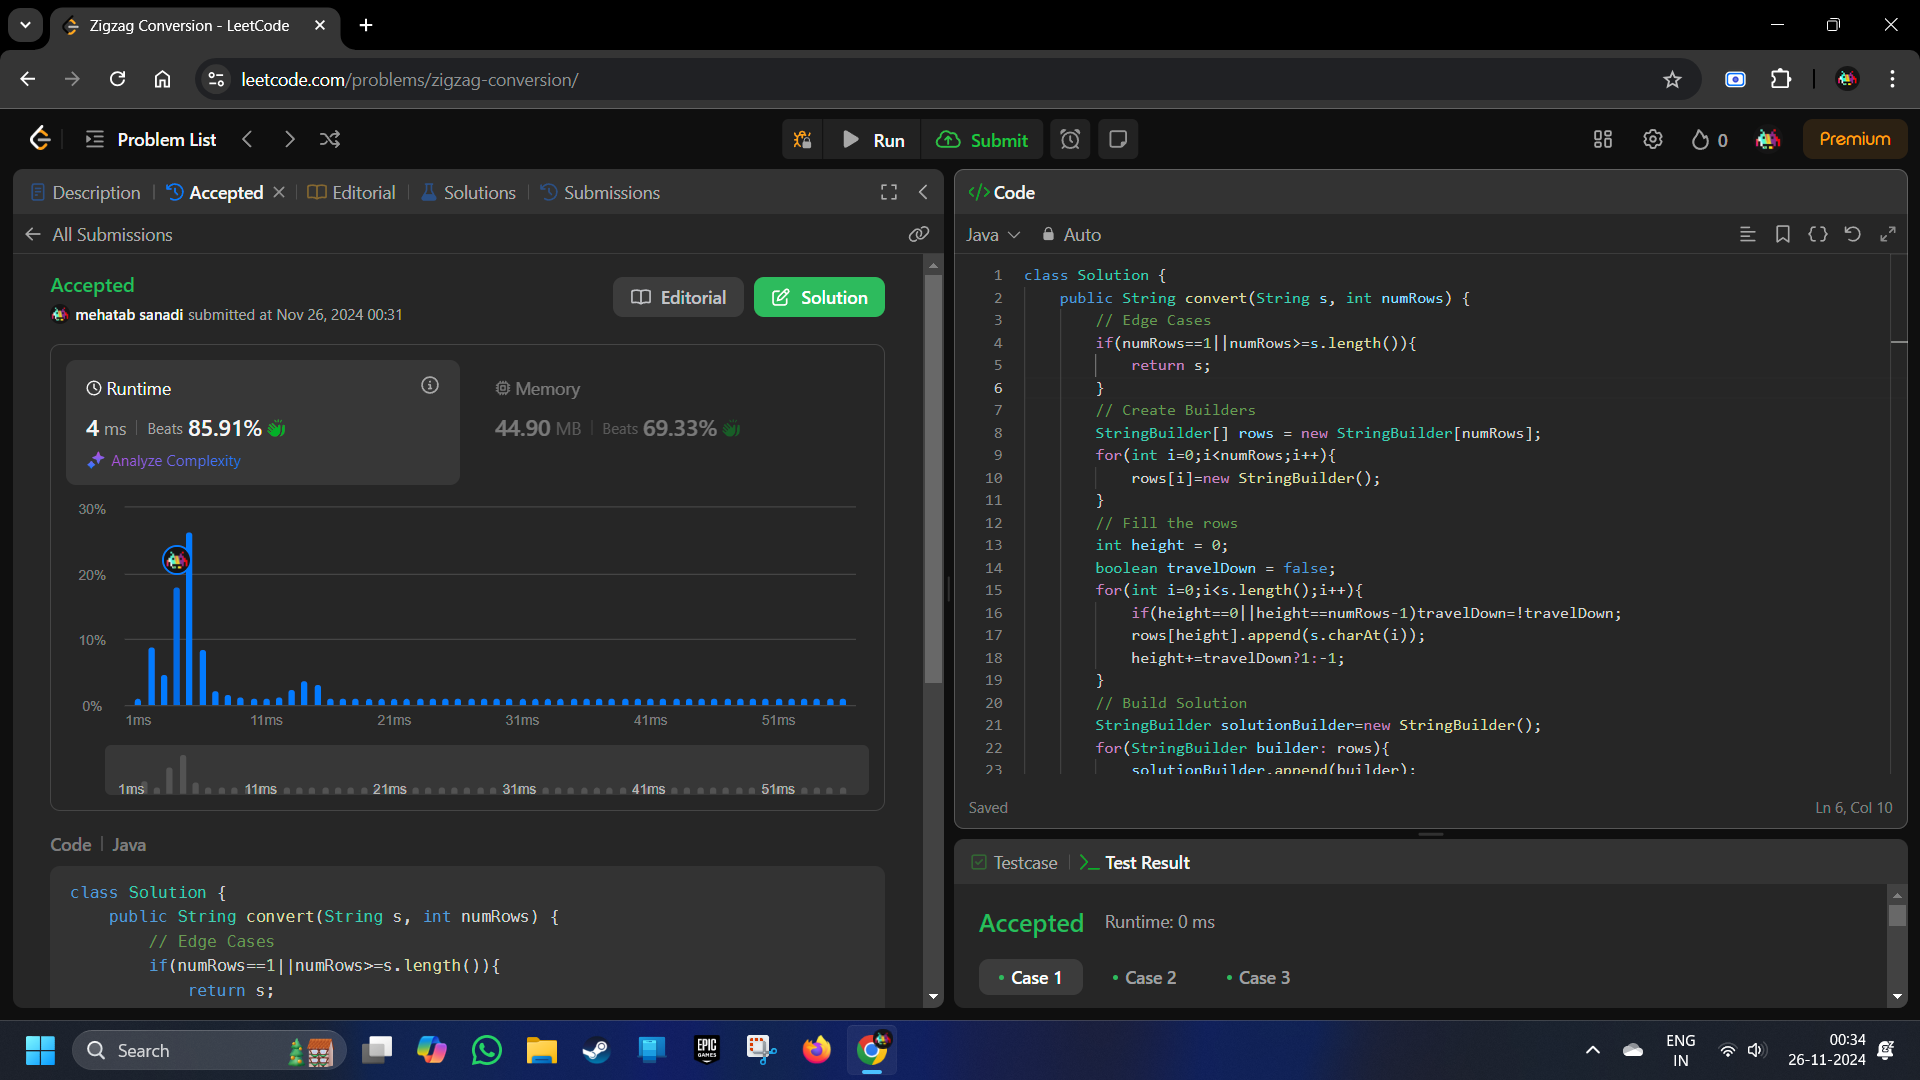 Zigzag Conversion - LeetCode
leetcode.com/problems/zigzag-conversion/
Problem List
Run
Submit
0
Premium
Description
Accepted
Editorial
Solutions
Submissions
All Submissions
Accepted
mehatab sanadi submitted at Nov 26, 2024 00:31
Editorial
Solution
Runtime
4 ms
Beats 85.91%
Analyze Complexity
Memory
44.90 MB
Beats 69.33%
30%
20%
10%
0%
1ms 11ms 21ms 31ms 41ms 51ms
1ms 11ms 21ms 31ms 41ms 51ms
Code | Java
class Solution {
public String convert(String s, int numRows) {
// Edge Cases
if(numRows==1||numRows>=s.length()){
return s;
</> Code
Java
Auto
1 class Solution {
2 public String convert(String s, int numRows) {
3 // Edge Cases
4 if(numRows==1||numRows>=s.length()){
5 return s;
6 }
7 // Create Builders
8 StringBuilder[] rows = new StringBuilder[numRows];
9 for(int i=0;i<numRows;i++){
10 rows[i]=new StringBuilder();
11 }
12 // Fill the rows
13 int height = 0;
14 boolean travelDown = false;
15 for(int i=0;i<s.length();i++){
16 if(height==0||height==numRows-1)travelDown=!travelDown;
17 rows[height].append(s.charAt(i));
18 height+=travelDown?1:-1;
19 }
20 // Build Solution
21 StringBuilder solutionBuilder=new StringBuilder();
22 for(StringBuilder builder: rows){
23 solutionBuilder.append(builder);
Saved
Ln 6, Col 10
Testcase
Test Result
Accepted
Runtime: 0 ms
Case 1
Case 2
Case 3
Search
EPIC
GAMES
ENG
IN
00:34
26-11-2024